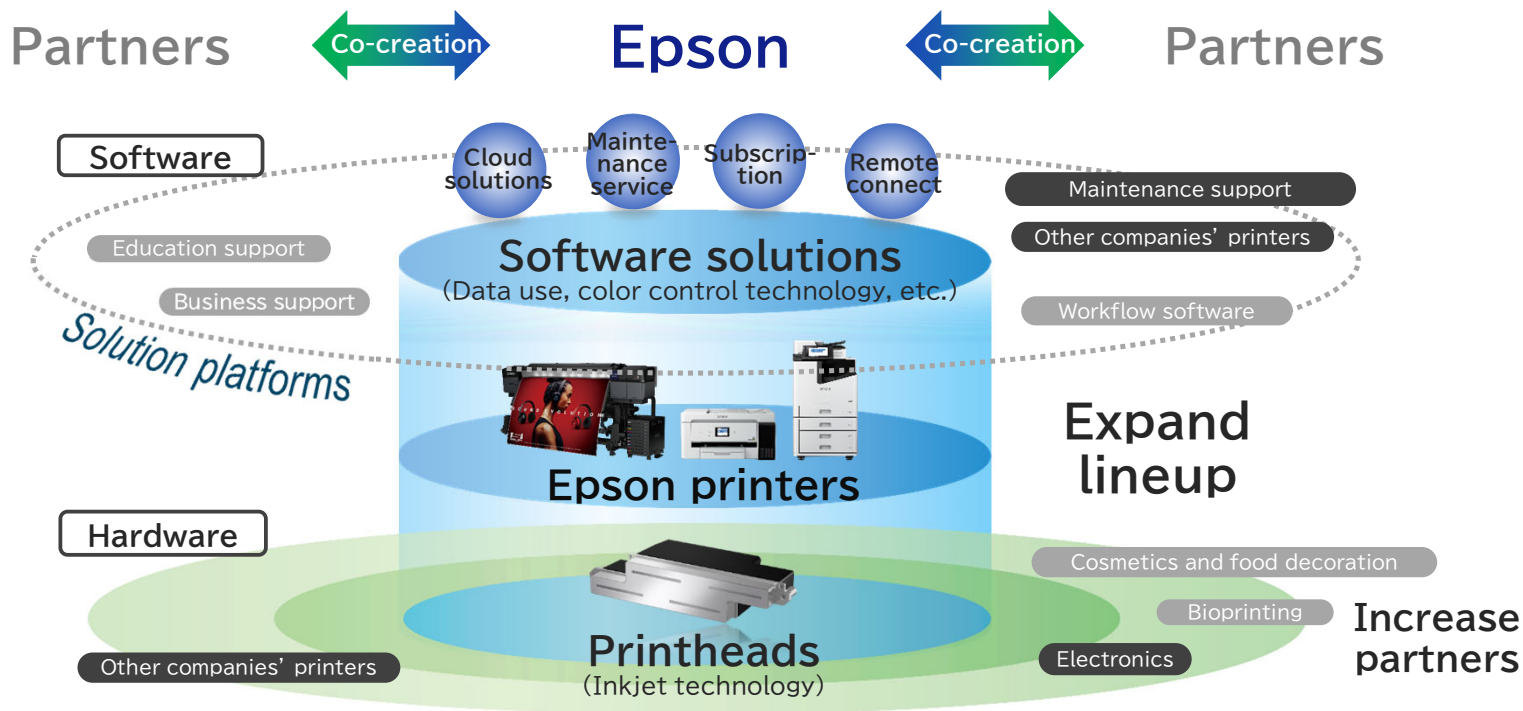 Partners
Co-creation
Epson
Co-creation
Partners
Software
Cloud
solutions
Mainte-
nance
service
Subscrip-
tion
Remote
connect
Maintenance support
Other companies’ printers
Education support
Software solutions
(Data use, color control technology, etc.)
Business support
Workflow software
Solution platforms
Expand
lineup
Epson printers
Hardware
Cosmetics and food decoration
Bioprinting
Increase
partners
Printheads
(Inkjet technology)
Other companies’ printers
Electronics